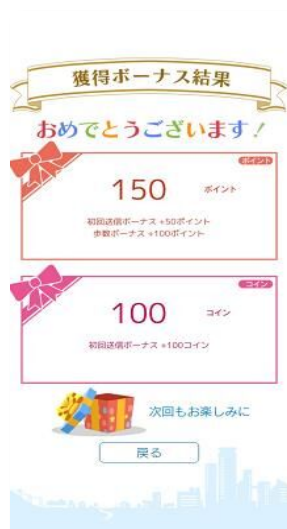 獲得ボーナス結果
おめでとうございます！
ポイント
150 ポイント
初回送信ボーナス +50ポイント
歩数ボーナス +100ポイント
コイン
100 コイン
初回送信ボーナス +100コイン
次回もお楽しみに
戻る